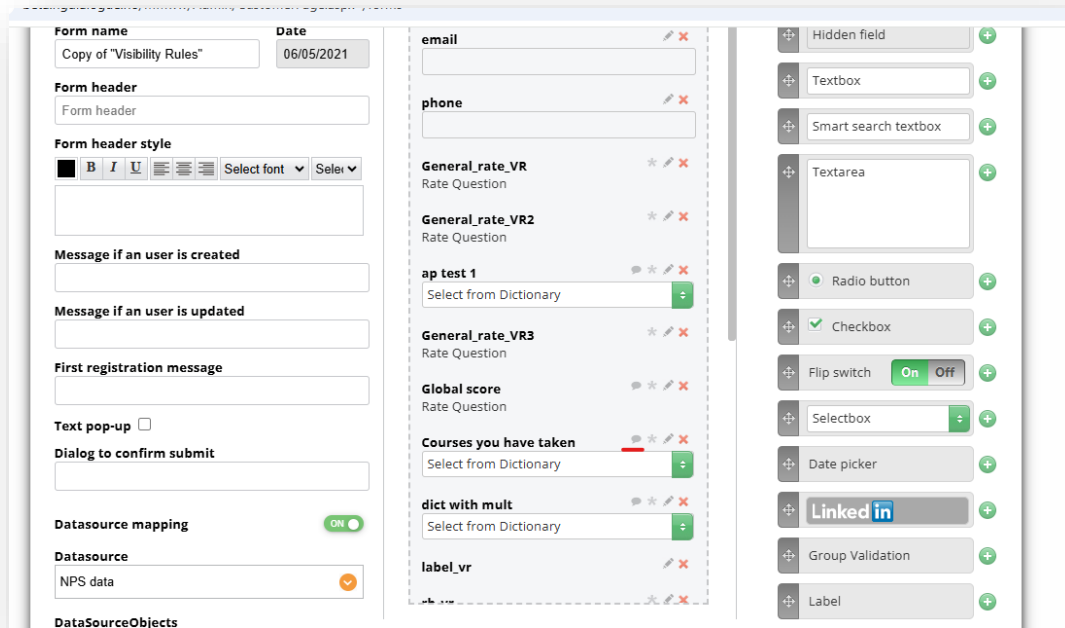 Form name
Date
Copy of "Visibility Rules"
06/05/2021
Form header
Form header
Form header style
B I U
Select font
Selec
Message if an user is created
Message if an user is updated
First registration message
Text pop-up
Dialog to confirm submit
Datasource mapping
ON
Datasource
NPS data
DataSourceObjects
email
phone
General_rate_VR
Rate Question
General_rate_VR2
Rate Question
ap test 1
Select from Dictionary
General_rate_VR3
Rate Question
Global score
Rate Question
Courses you have taken
Select from Dictionary
dict with mult
Select from Dictionary
label_vr
Hidden field
Textbox
Smart search textbox
Textarea
Radio button
Checkbox
Flip switch
On Off
Selectbox
Date picker
Linked in
Group Validation
Label